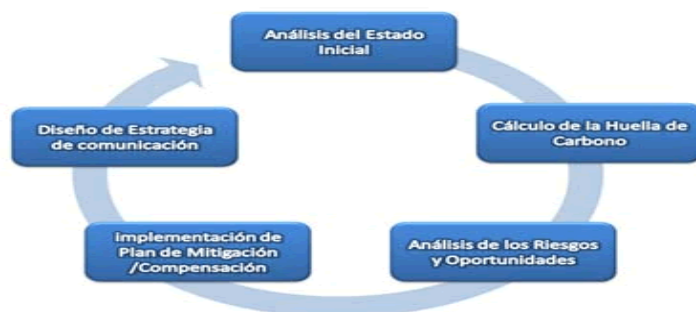 Análisis del Estado
Inicial
Cálculo de la Huella de
Carbono
Análisis de los Riesgos
y Oportunidades
Implementación de
Plan de Mitigación
/Compensación
Diseño de Estrategia
de comunicación